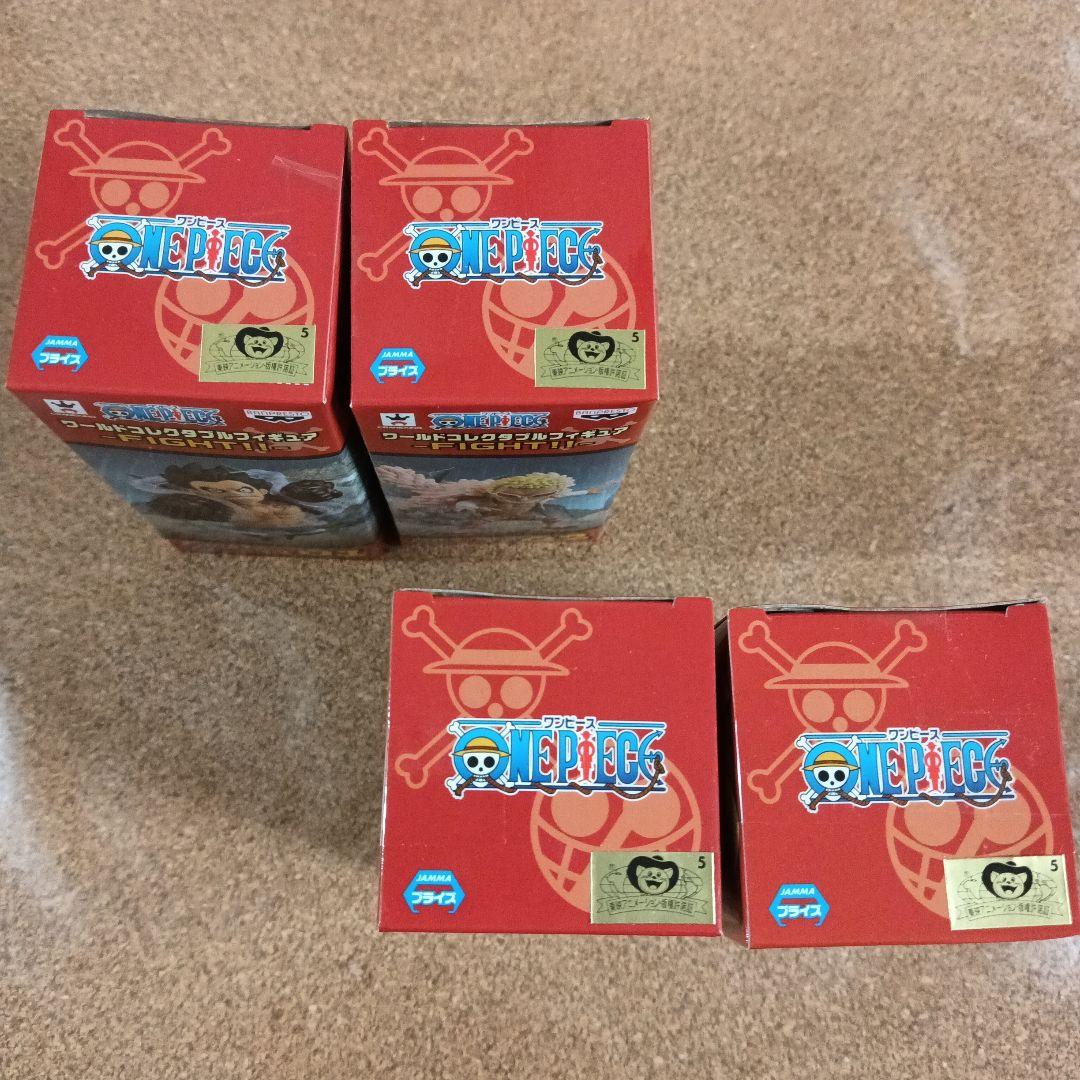 ワンピース
ONE PIECE
JAMMA
プライズ
5
東映アニメーション・版権許諾証
ONE PIECE
BANPRESTO
ワールドコレクタブルフィギュア
-FIGHT!!-
ワンピース
ONE PIECE
JAMMA
プライズ
5
東映アニメーション・版権許諾証
ONE PIECE
BANPRESTO
ワールドコレクタブルフィギュア
-FIGHT!!-
ワンピース
ONE PIECE
JAMMA
プライズ
5
東映アニメーション・版権許諾証
ワンピース
ONE PIECE
JAMMA
プライズ
5
東映アニメーション・版権許諾証